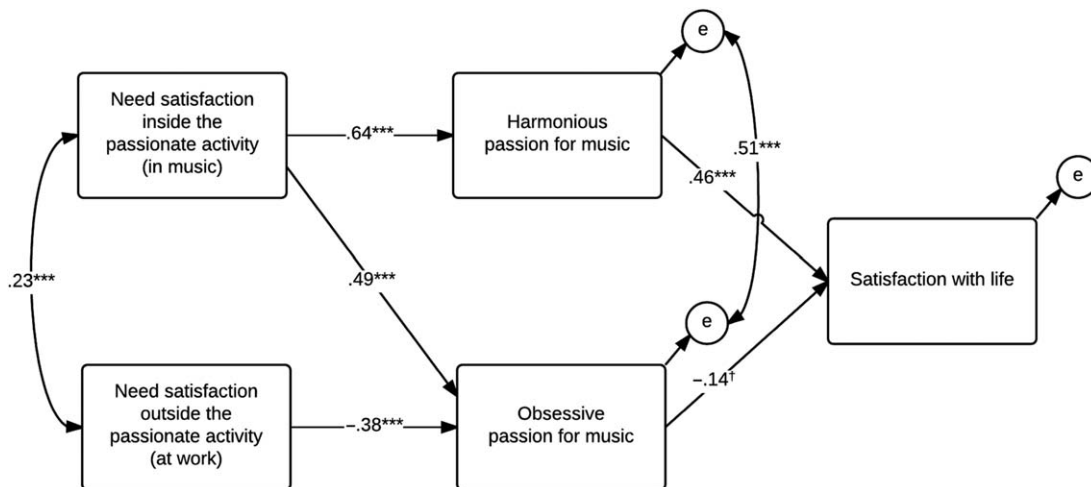 e
Need satisfaction
inside the
passionate activity
(in music)
.64***
Harmonious
passion for music
.51***
.46***
e
.23***
.49***
Satisfaction with life
e
Need satisfaction
outside the
passionate activity
(at work)
–.38***
Obsessive
passion for music
–.14†